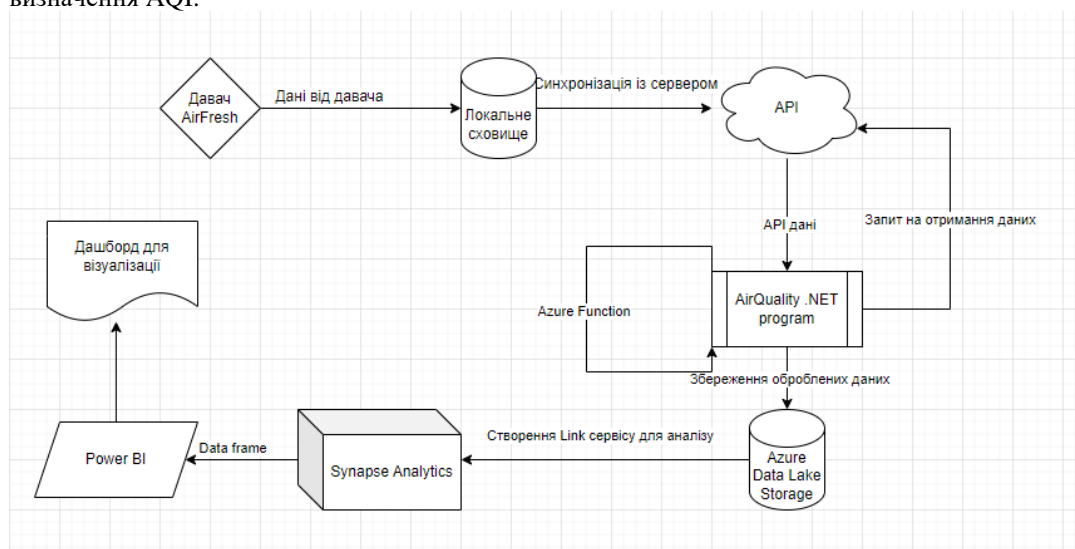 визначення AQI.
Давач
AirFresh
Дані від давача
Локальне
сховище
Синхронізація із сервером
API
API дані
Запит на отримання даних
Дашборд для
візуалізації
Azure Function
AirQuality .NET
program
Збереження оброблених даних
Power BI
Data frame
Synapse Analytics
Створення Link сервісу для аналізу
Azure
Data Lake
Storage